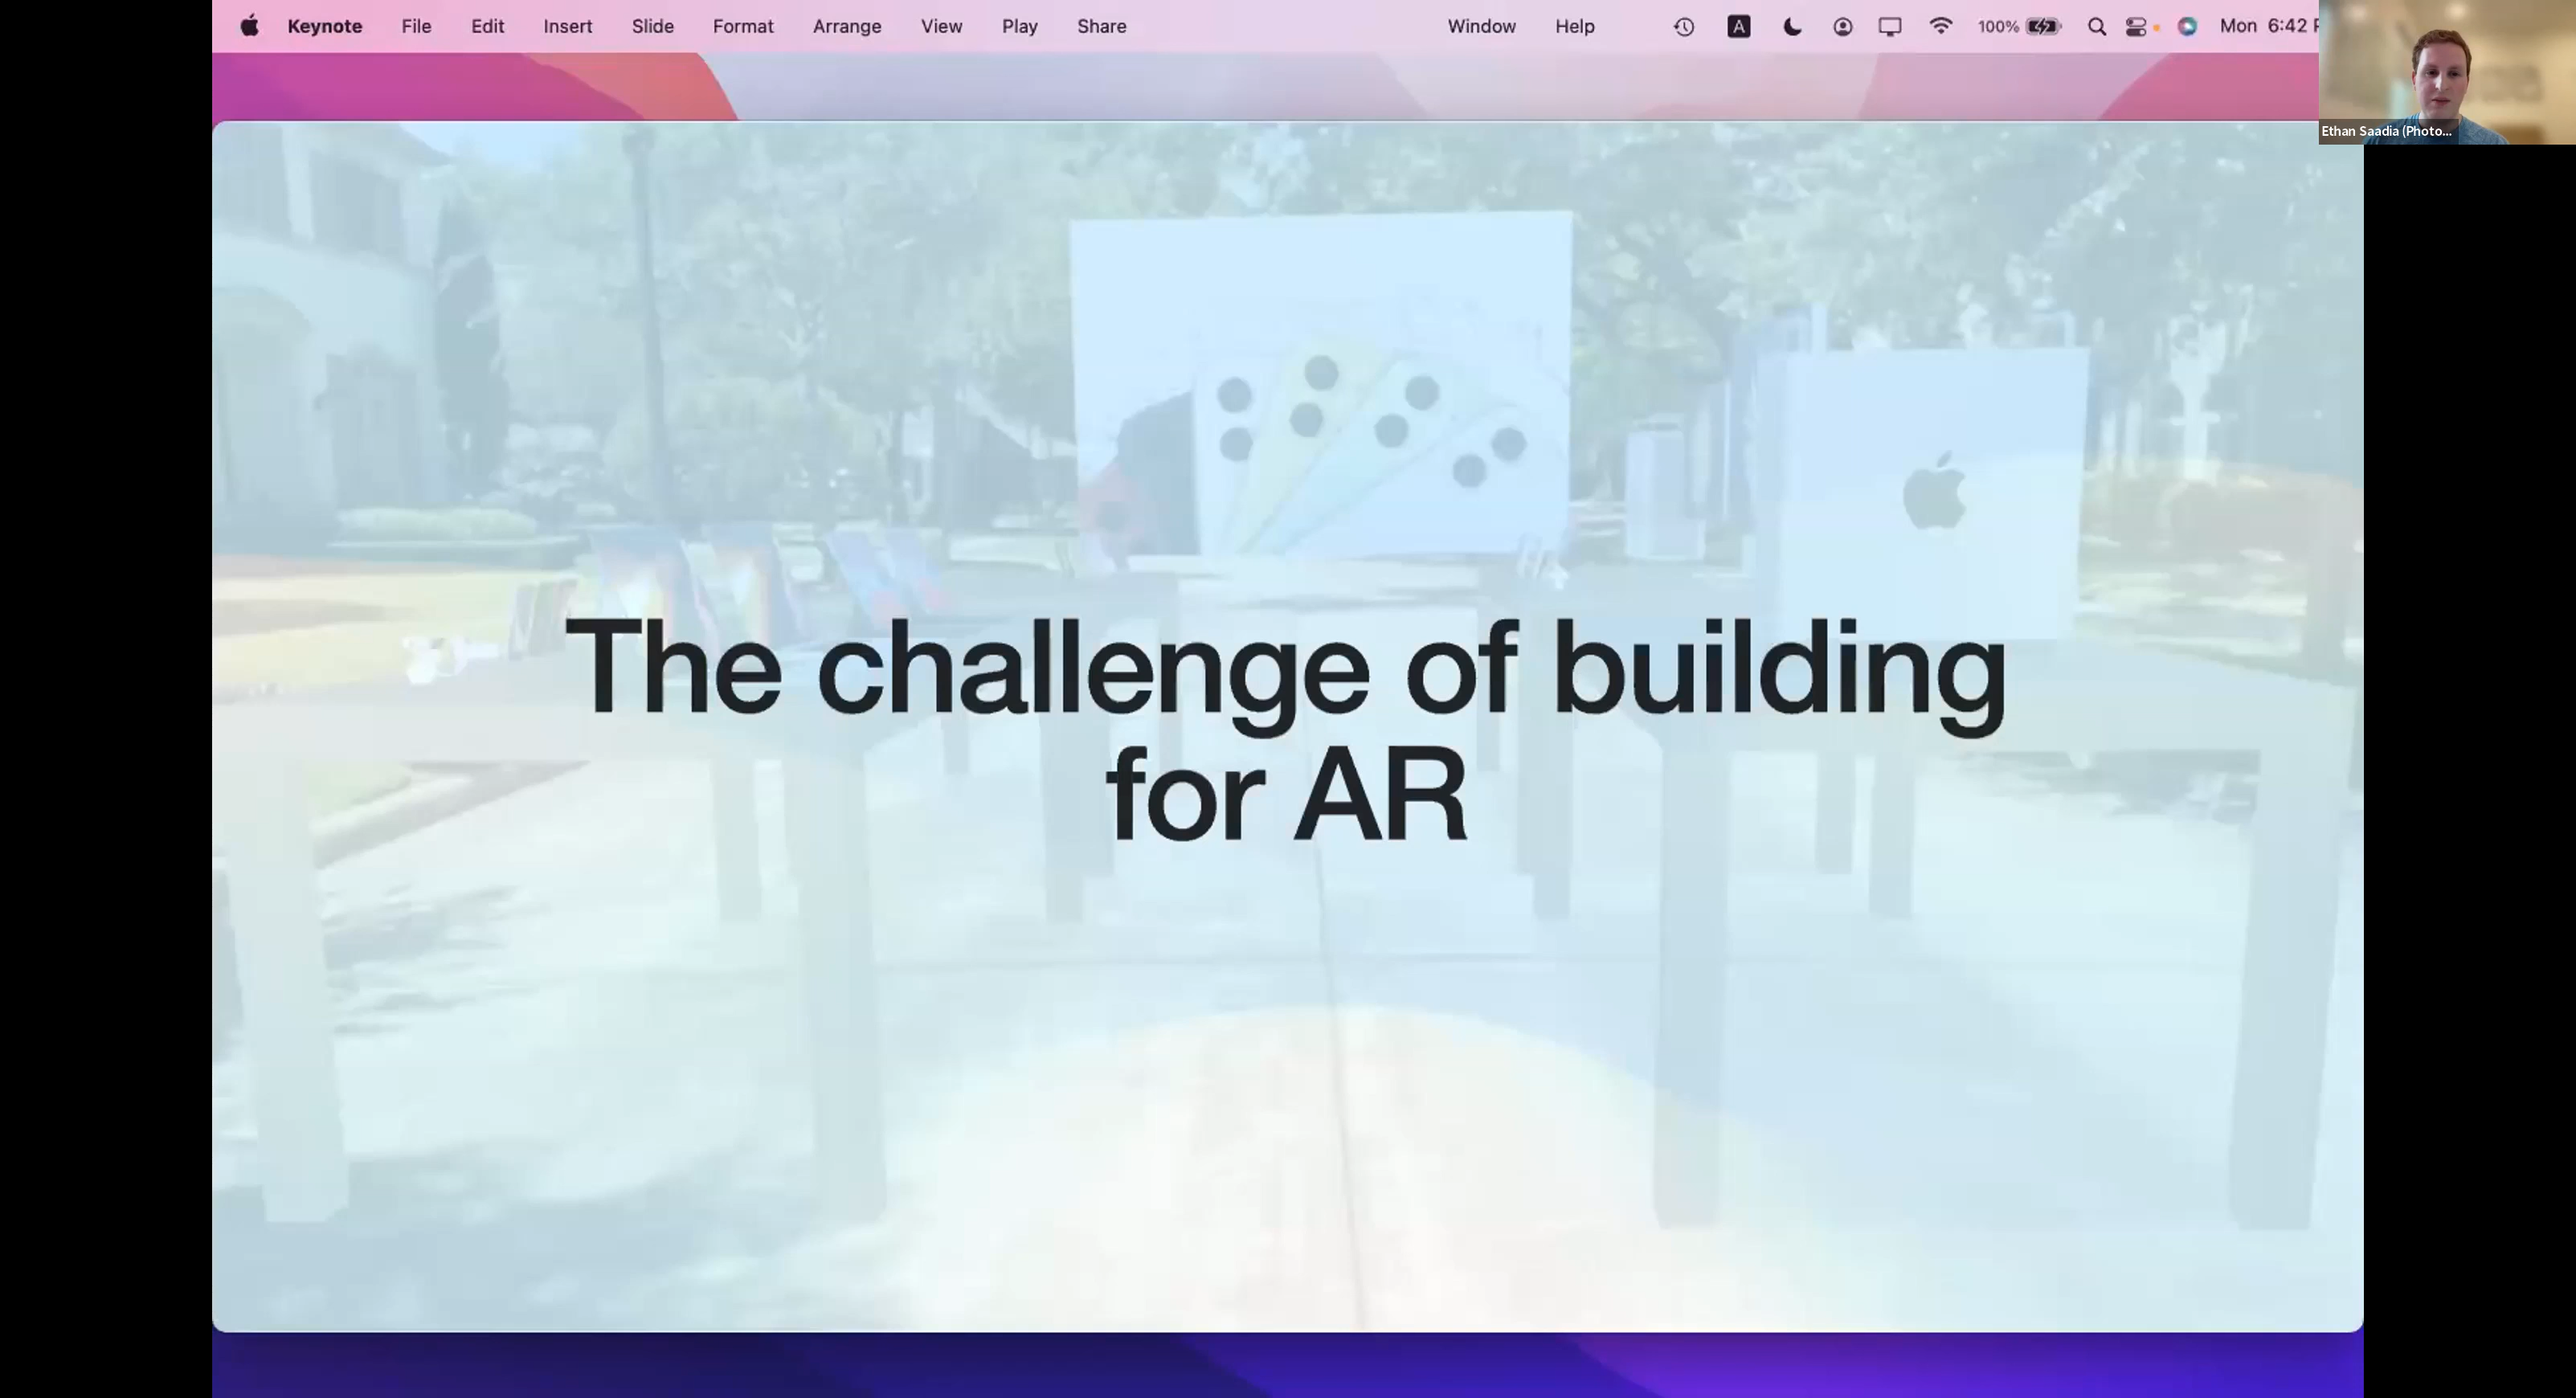 Keynote File Edit Insert Slide Format Arrange View Play Share Window Help A 100% Mon 6:42
Ethan Saadia (Photo...
The challenge of building
for AR